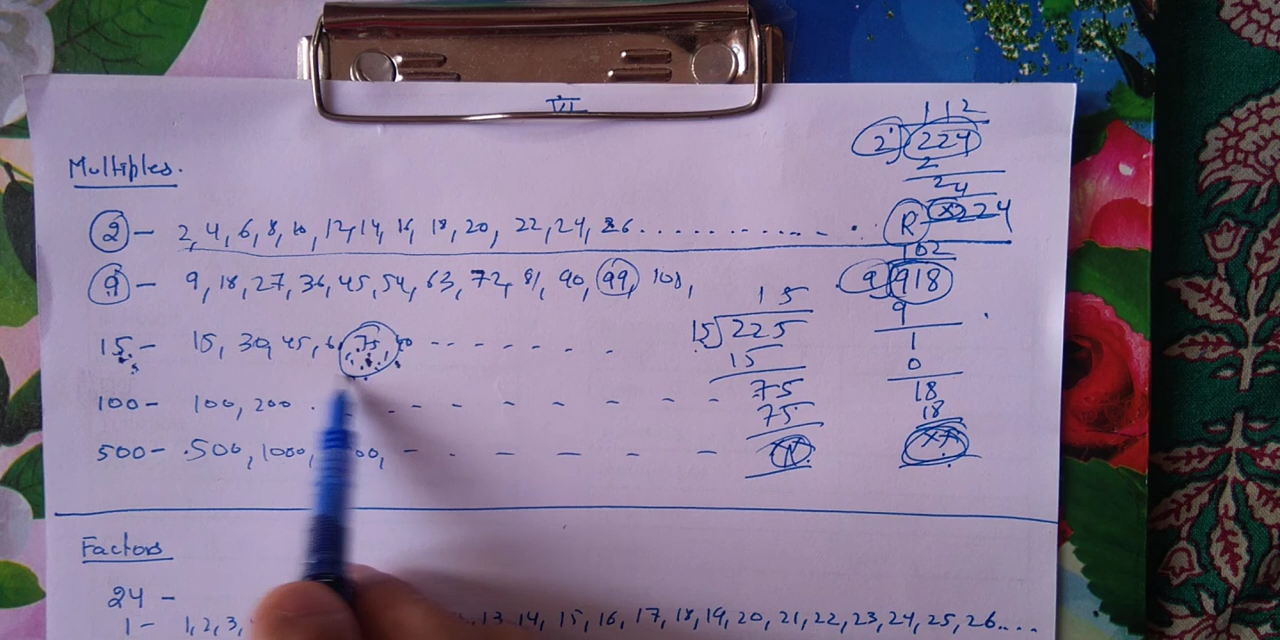 VI
Multiples.
2 - 2, 4, 6, 8, 10, 12, 14, 16, 18, 20, 22, 24, 26.............
9 - 9, 18, 27, 36, 45, 54, 63, 72, 81, 90, 99, 108,
15 - 15, 30, 45, 75 - - - - - - -
100 - 100, 200 . - - - - - - -
500 - 500, 1000, - - - - - - -
112
2)224
2
24
R 224
102
9)918
9
1
0
18
18
××
15
15)225
15
75
75
Factors
24 -
1 - 1, 2, 3, 13, 14, 15, 16, 17, 18, 19, 20, 21, 22, 23, 24, 25, 26....